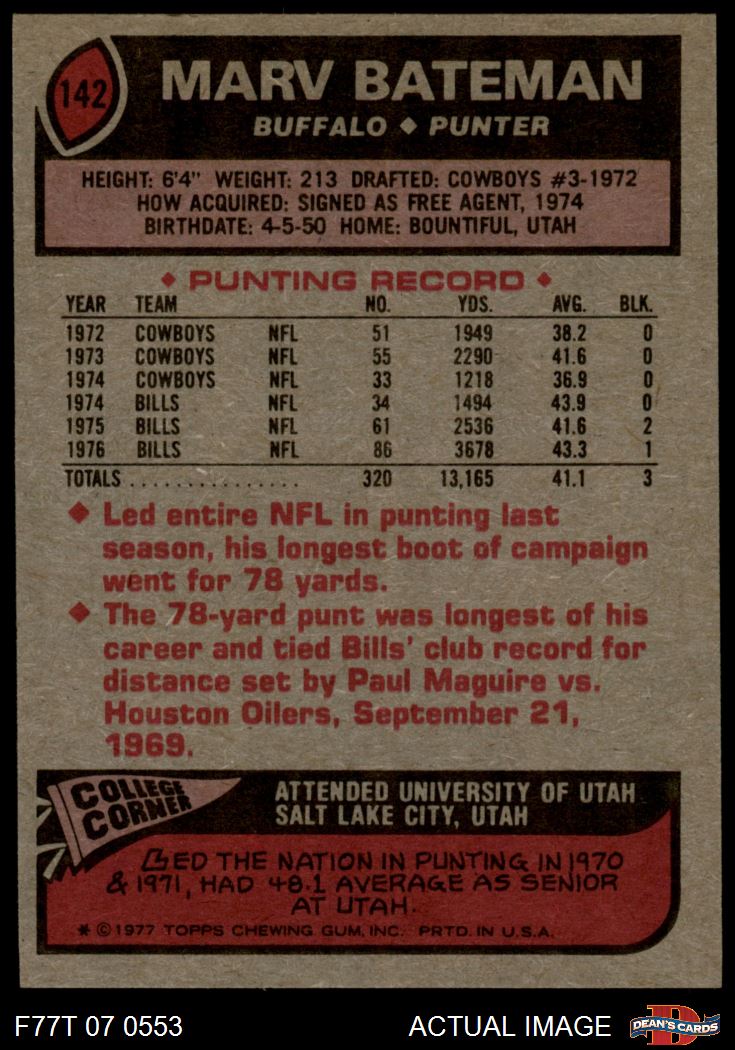 142
MARV BATEMAN
BUFFALO ◆ PUNTER
HEIGHT: 6'4" WEIGHT: 213 DRAFTED: COWBOYS #3-1972
HOW ACQUIRED: SIGNED AS FREE AGENT, 1974
BIRTHDATE: 4-5-50 HOME: BOUNTIFUL, UTAH
◆ PUNTING RECORD ◆
YEAR TEAM NO. YDS. AVG. BLK.
1972 COWBOYS NFL 51 1949 38.2 0
1973 COWBOYS NFL 55 2290 41.6 0
1974 COWBOYS NFL 33 1218 36.9 0
1974 BILLS NFL 34 1494 43.9 0
1975 BILLS NFL 61 2536 41.6 2
1976 BILLS NFL 86 3678 43.3 1
TOTALS . . . . . . . . . . . . . . . 320 13,165 41.1 3
◆ Led entire NFL in punting last
season, his longest boot of campaign
went for 78 yards.
◆ The 78-yard punt was longest of his
career and tied Bills' club record for
distance set by Paul Maguire vs.
Houston Oilers, September 21,
1969.
COLLEGE
CORNER
ATTENDED UNIVERSITY OF UTAH
SALT LAKE CITY, UTAH
LED THE NATION IN PUNTING IN 1970
& 1971, HAD 48.1 AVERAGE AS SENIOR
AT UTAH.
* © 1977 TOPPS CHEWING GUM, INC. PRTD. IN U.S.A.
F77T 07 0553 ACTUAL IMAGE
D
DEAN'S CARDS